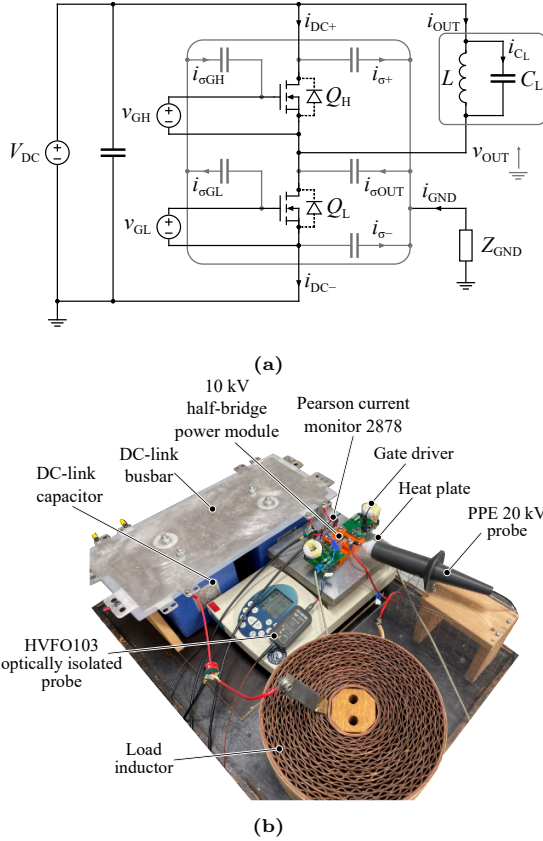 i_DC+
i_OUT
i_C_L
i_σGH
i_σ+
L
C_L
Q_H
v_GH
V_DC
v_OUT
i_σGL
i_σOUT
i_GND
Q_L
v_GL
Z_GND
i_σ−
i_DC−
(a)
10 kV
half-bridge
power module
Pearson current
monitor 2878
DC-link
busbar
Gate driver
DC-link
capacitor
Heat plate
PPE 20 kV
probe
HVFO103
optically isolated
probe
Load
inductor
(b)